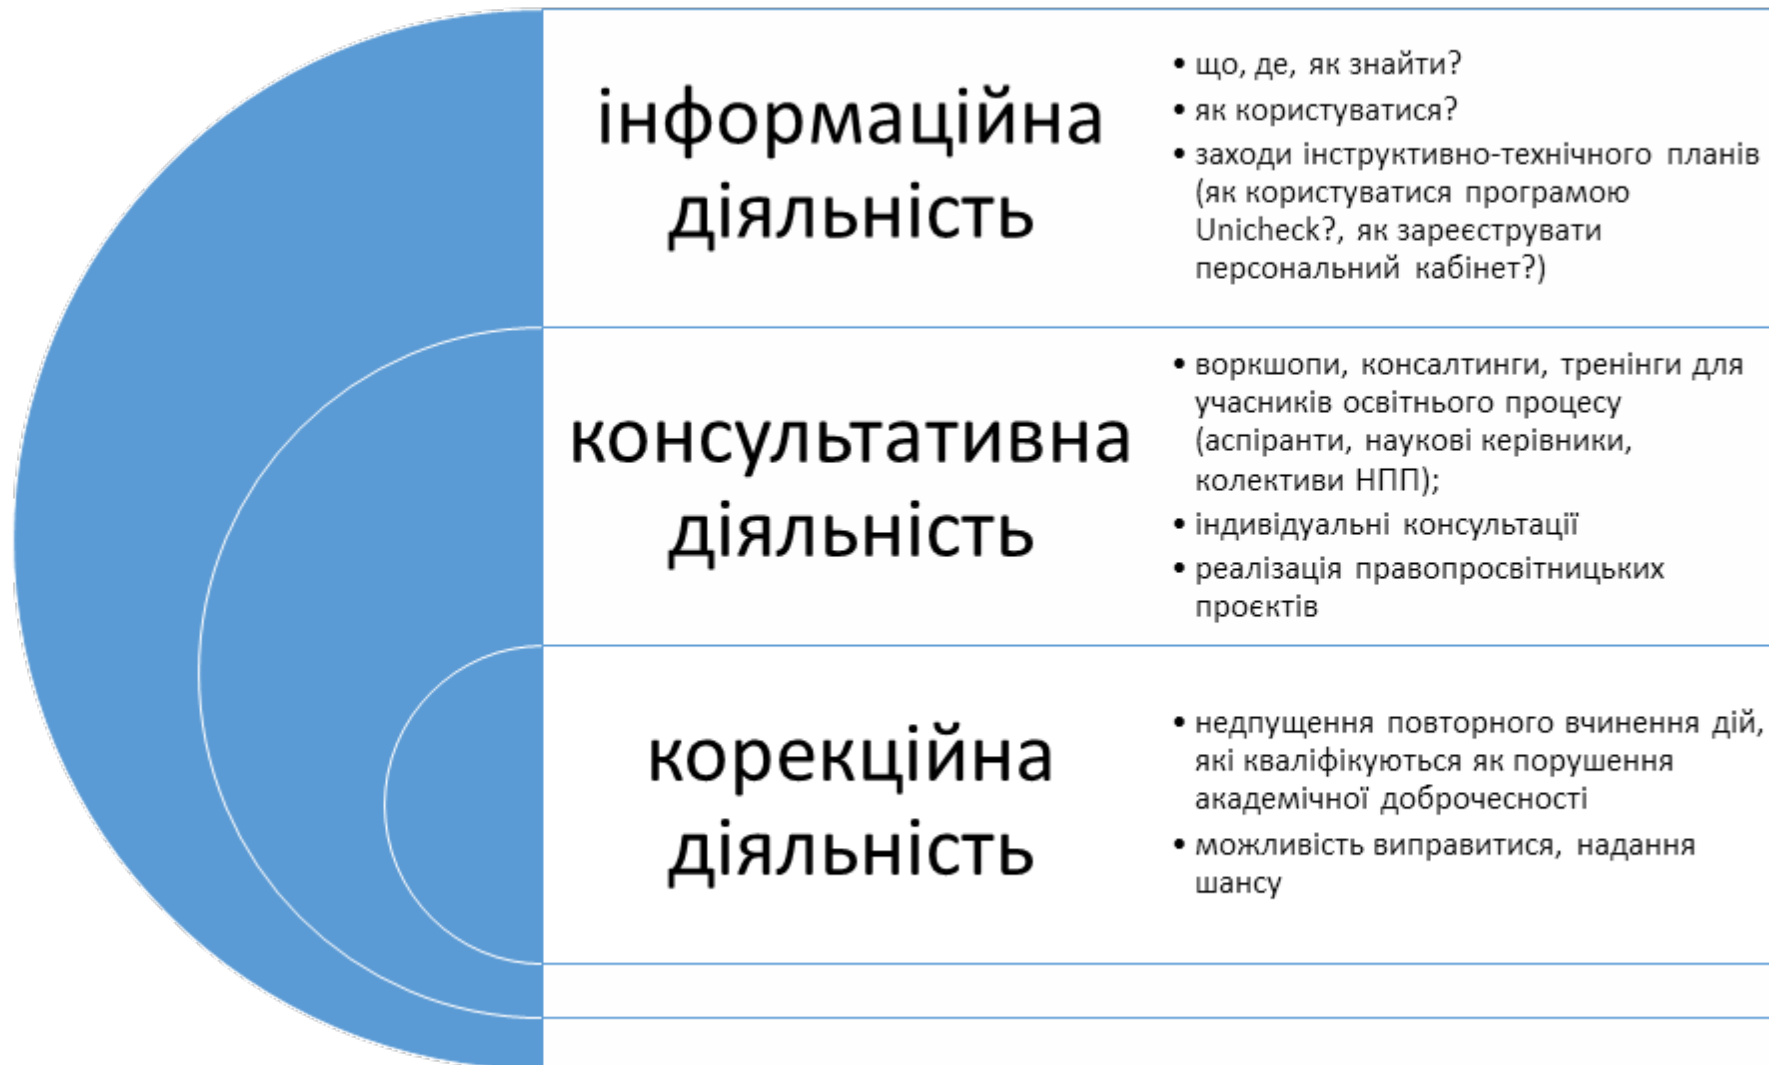 інформаційна
діяльність
• що, де, як знайти?
• як користуватися?
• заходи інструктивно-технічного планів
(як користуватися програмою
Unicheck?, як зареєструвати
персональний кабінет?)
консультативна
діяльність
• воркшопи, консалтинги, тренінги для
учасників освітнього процесу
(аспіранти, наукові керівники,
колективи НПП);
• індивідуальні консультації
• реалізація правопросвітницьких
проєктів
корекційна
діяльність
• недпущення повторного вчинення дій,
які кваліфікуються як порушення
академічної доброчесності
• можливість виправитися, надання
шансу